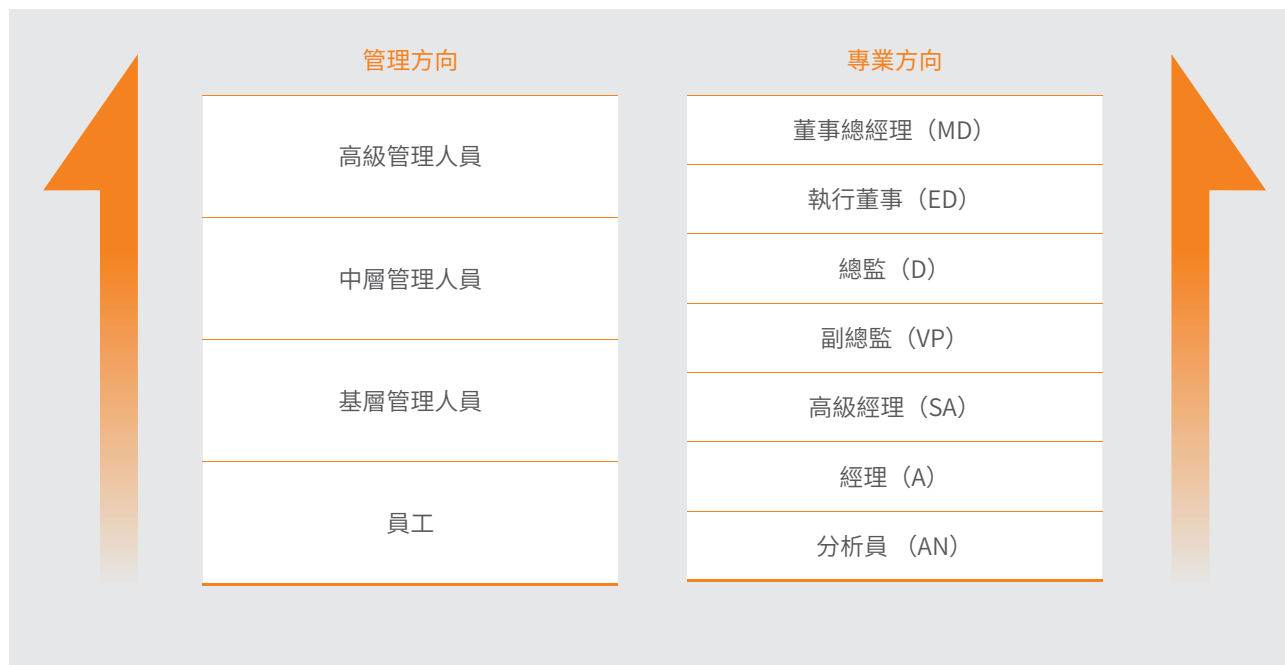 管理方向
高級管理人員
中層管理人員
基層管理人員
員工
專業方向
董事總經理（MD）
執行董事（ED）
總監（D）
副總監（VP）
高級經理（SA）
經理（A）
分析員 （AN）